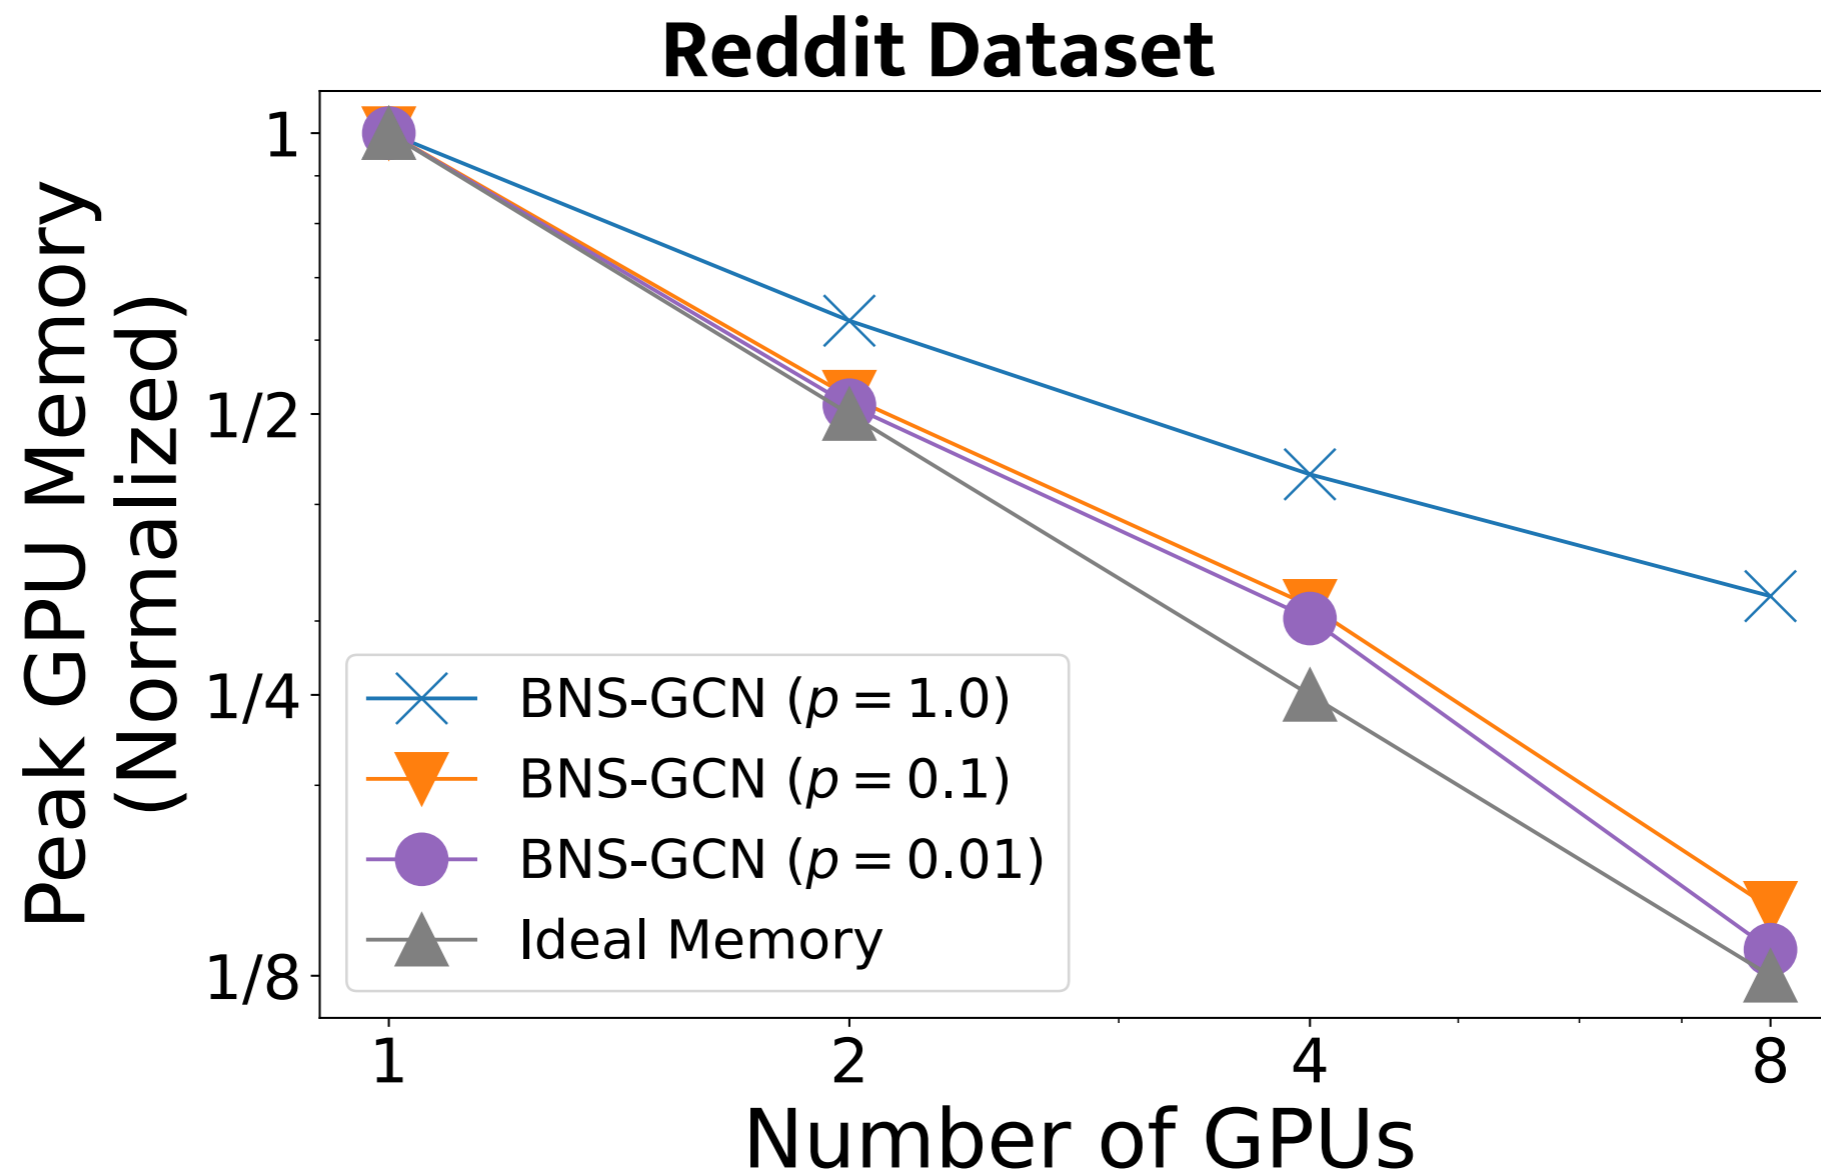 Reddit Dataset
Peak GPU Memory
(Normalized)
1
1/2
1/4
1/8
BNS-GCN (p = 1.0)
BNS-GCN (p = 0.1)
BNS-GCN (p = 0.01)
Ideal Memory
1
2
4
8
Number of GPUs